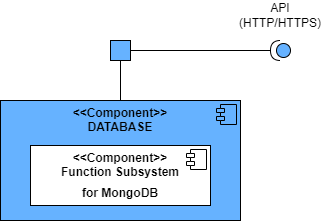 API
(HTTP/HTTPS)
<<Component>>
DATABASE
<<Component>>
Function Subsystem
for MongoDB